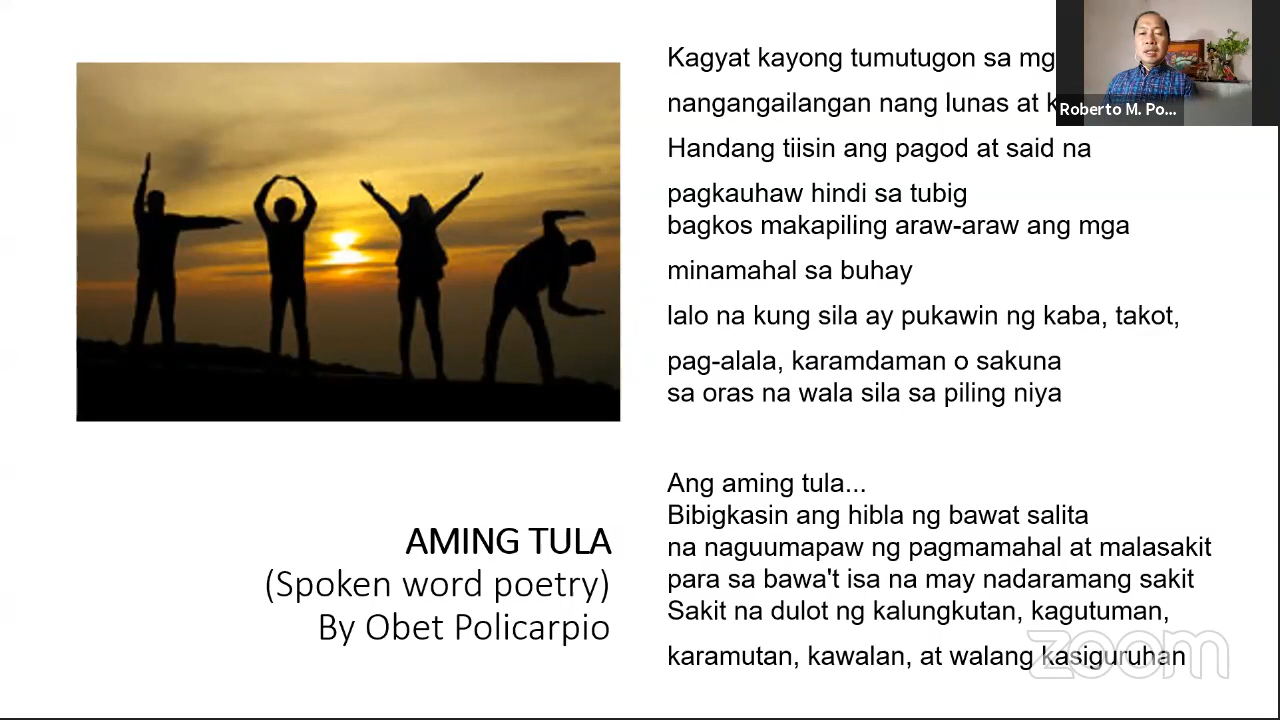 Kagyat kayong tumutugon sa
nangangailangan nang lunas at
Handang tiisin ang pagod at said na
pagkauhaw hindi sa tubig
bagkos makapiling araw-araw ang mga
minamahal sa buhay
lalo na kung sila ay pukawin ng kaba, takot,
pag-alala, karamdaman o sakuna
sa oras na wala sila sa piling niya
Ang aming tula...
Bibigkasin ang hibla ng bawat salita
na naguumapaw ng pagmamahal at malasakit
para sa bawa't isa na may nadaramang sakit
Sakit na dulot ng kalungkutan, kagutuman,
karamutan, kawalan, at walang kasiguruhan
AMING TULA
(Spoken word poetry)
By Obet Policarpio
Roberto M. Po...
zoom